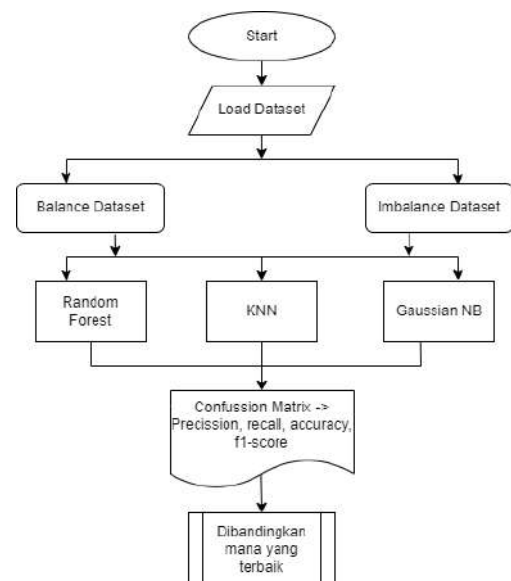 Start
Load Dataset
Balance Dataset
Imbalance Dataset
Random
Forest
KNN
Gaussian NB
Confussion Matrix ->
Precission, recall, accuracy,
f1-score
Dibandingkan
mana yang
terbaik